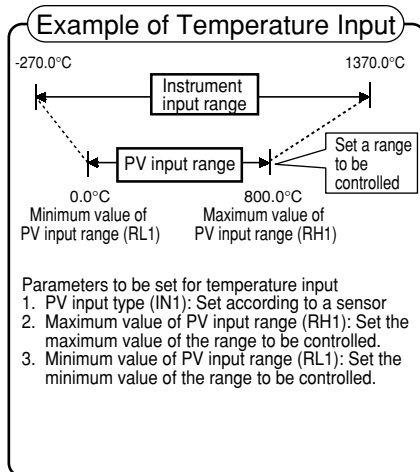 Example of Temperature Input
-270.0°C
1370.0°C
Instrument
input range
PV input range
Set a range
to be
controlled
0.0°C
800.0°C
Minimum value of
PV input range (RL1)
Maximum value of
PV input range (RH1)
Parameters to be set for temperature input
1. PV input type (IN1): Set according to a sensor
2. Maximum value of PV input range (RH1): Set the
maximum value of the range to be controlled.
3. Minimum value of PV input range (RL1): Set the
minimum value of the range to be controlled.